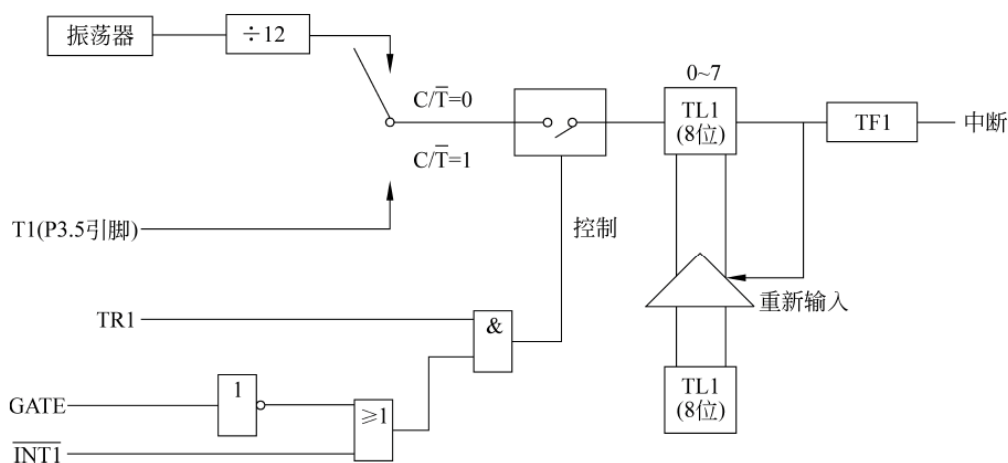 振荡器
÷12
0~7
C/T̅=0
TL1
(8位)
TF1
中断
C/T̅=1
T1(P3.5引脚)
控制
重新输入
TR1
&
GATE
1
≥1
I̅N̅T̅1̅
TL1
(8位)